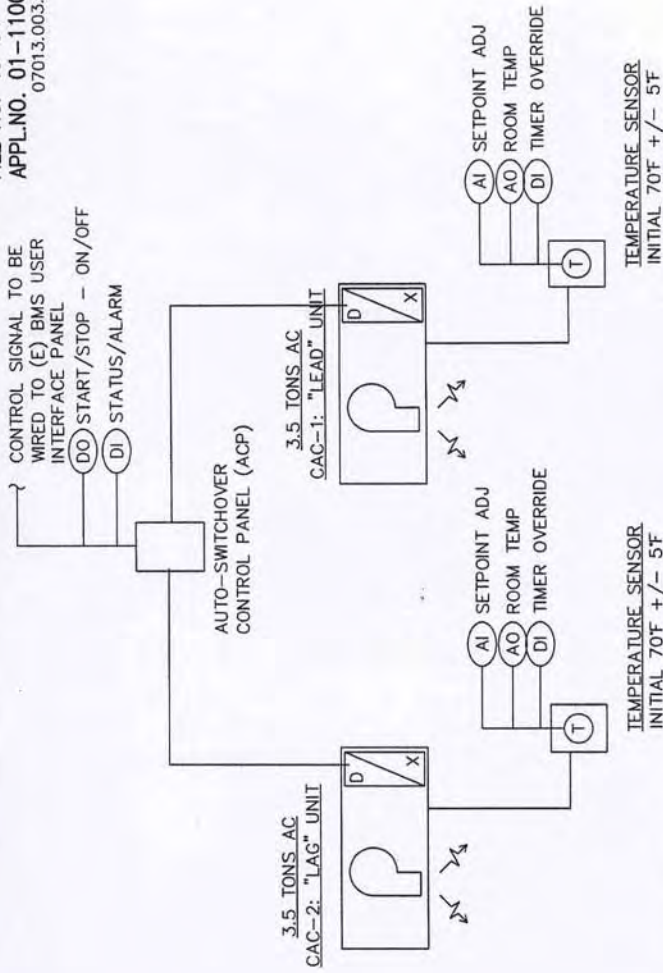 APPL.NO. 01-1100
07013.003.
CONTROL SIGNAL TO BE
WIRED TO (E) BMS USER
INTERFACE PANEL
DO START/STOP - ON/OFF
DI STATUS/ALARM
AUTO-SWITCHOVER
CONTROL PANEL (ACP)
3.5 TONS AC
CAC-2: "LAG" UNIT
D
X
AI SETPOINT ADJ
AO ROOM TEMP
DI TIMER OVERRIDE
T
TEMPERATURE SENSOR
INITIAL 70°F +/- 5°F
3.5 TONS AC
CAC-1: "LEAD" UNIT
D
X
AI SETPOINT ADJ
AO ROOM TEMP
DI TIMER OVERRIDE
T
TEMPERATURE SENSOR
INITIAL 70°F +/- 5°F